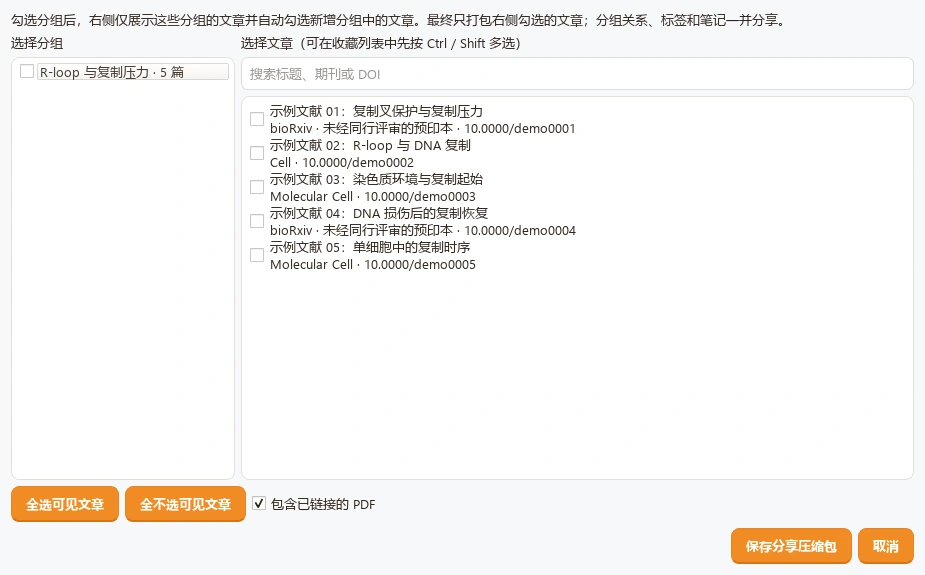 勾选分组后，右侧仅展示这些分组的文章并自动勾选新增分组中的文章。最终只打包右侧勾选的文章；分组关系、标签和笔记一并分享。
选择分组
选择文章（可在收藏列表中先按 Ctrl / Shift 多选）
R-loop 与复制压力 · 5 篇
搜索标题、期刊或 DOI
示例文献 01：复制叉保护与复制压力
bioRxiv · 未经同行评审的预印本 · 10.0000/demo0001
示例文献 02：R-loop 与 DNA 复制
Cell · 10.0000/demo0002
示例文献 03：染色质环境与复制起始
Molecular Cell · 10.0000/demo0003
示例文献 04：DNA 损伤后的复制恢复
bioRxiv · 未经同行评审的预印本 · 10.0000/demo0004
示例文献 05：单细胞中的复制时序
Molecular Cell · 10.0000/demo0005
全选可见文章
全不选可见文章
包含已链接的 PDF
保存分享压缩包
取消